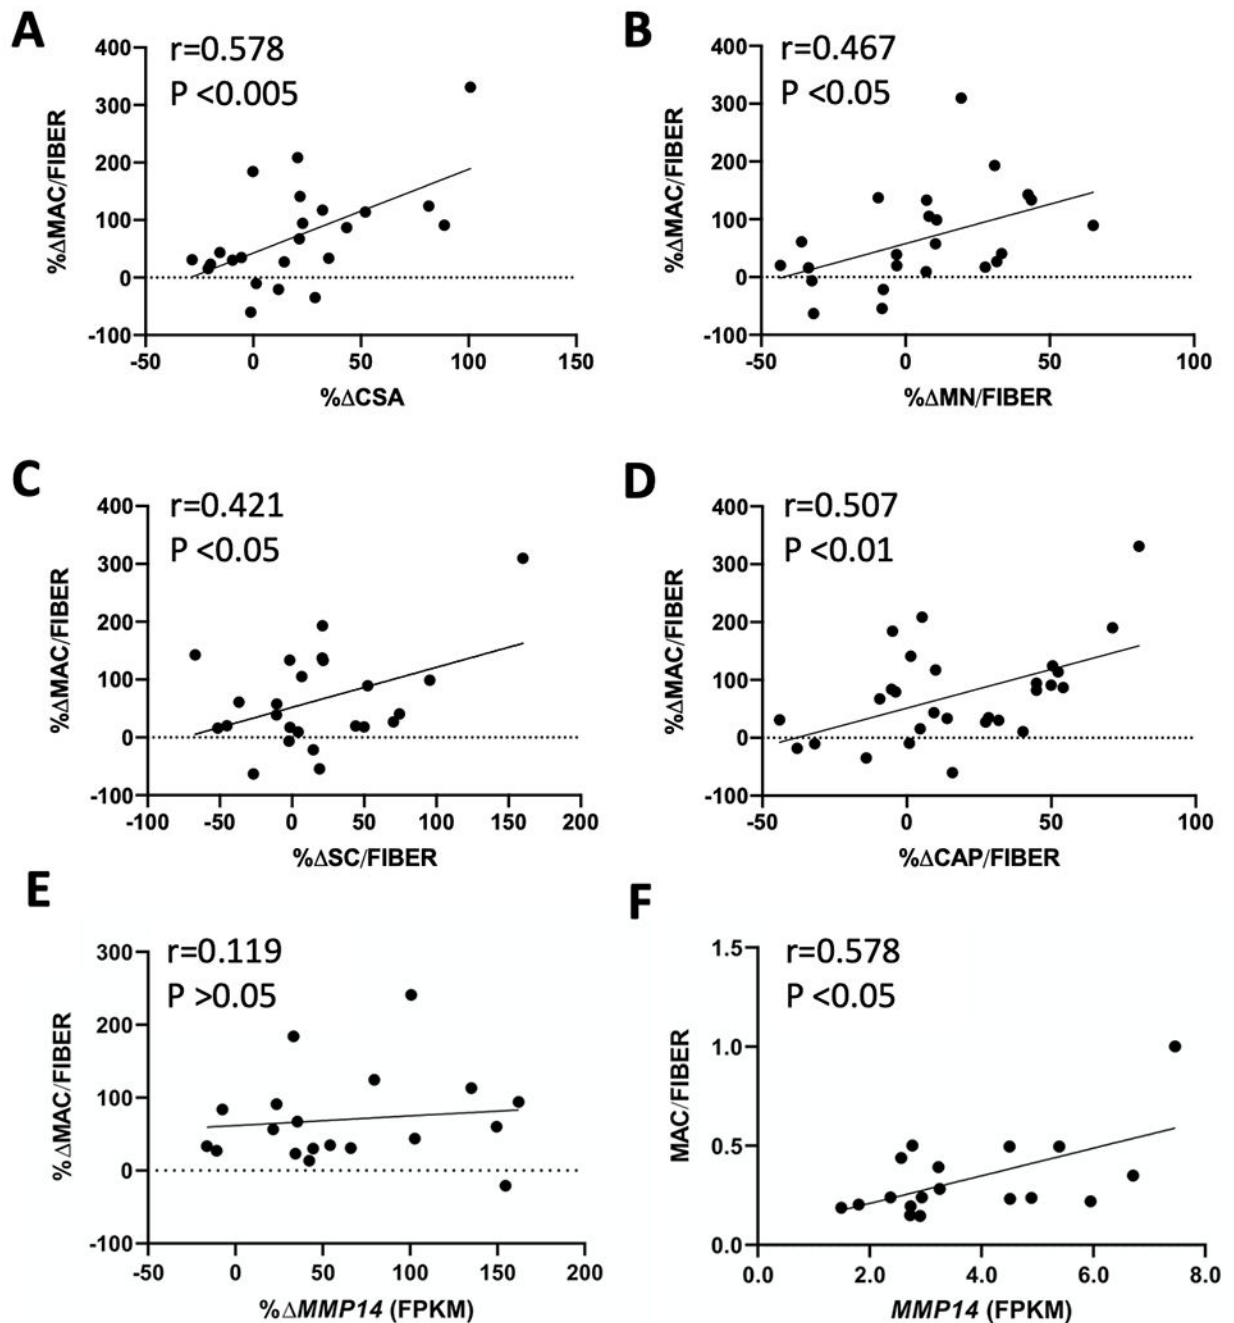 A
r=0.578
P <0.005
400
300
200
100
0
-100
-50
0
50
100
150
%ΔMAC/FIBER
%ΔCSA
B
r=0.467
P <0.05
400
300
200
100
0
-100
-50
0
50
100
%ΔMAC/FIBER
%ΔMN/FIBER
C
r=0.421
P <0.05
400
300
200
100
0
-100
-100
-50
0
50
100
150
200
%ΔMAC/FIBER
%ΔSC/FIBER
D
r=0.507
P <0.01
400
300
200
100
0
-100
-50
0
50
100
%ΔMAC/FIBER
%ΔCAP/FIBER
E
r=0.119
P >0.05
300
200
100
0
-100
-50
0
50
100
150
200
%ΔMAC/FIBER
%ΔMMP14 (FPKM)
F
r=0.578
P <0.05
1.5
1.0
0.5
0.0
0.0
2.0
4.0
6.0
8.0
MAC/FIBER
MMP14 (FPKM)